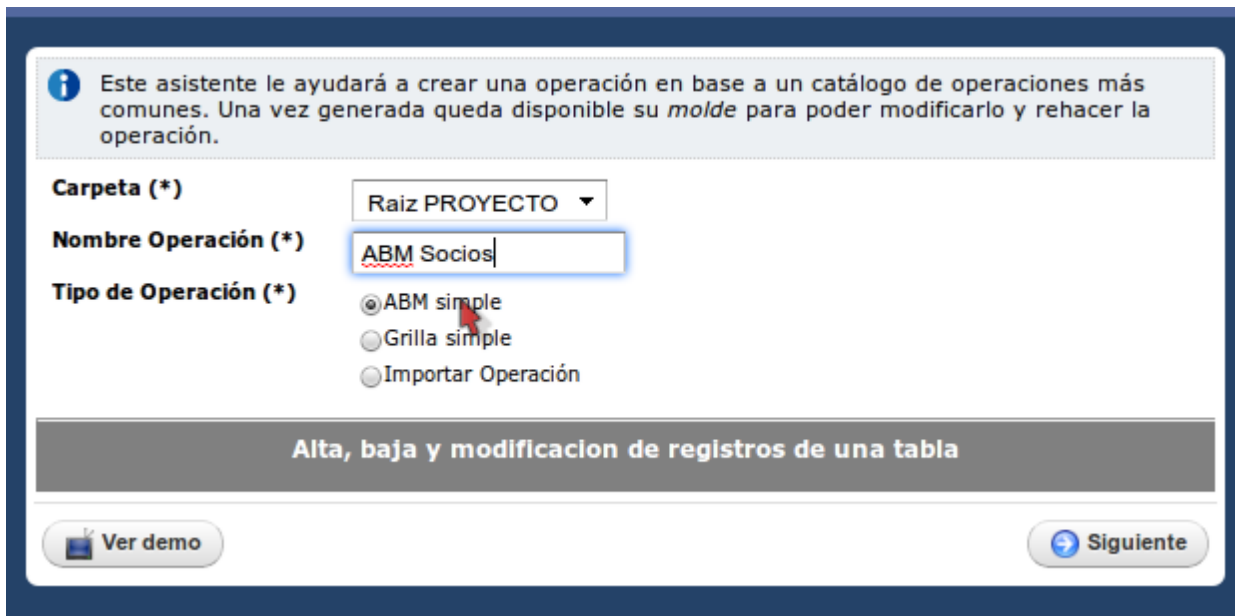 Este asistente le ayudará a crear una operación en base a un catálogo de operaciones más
comunes. Una vez generada queda disponible su molde para poder modificarlo y rehacer la
operación.
Carpeta (*)
Raiz PROYECTO
Nombre Operación (*)
ABM Socios
Tipo de Operación (*)
ABM simple
Grilla simple
Importar Operación
Alta, baja y modificacion de registros de una tabla
Ver demo
Siguiente